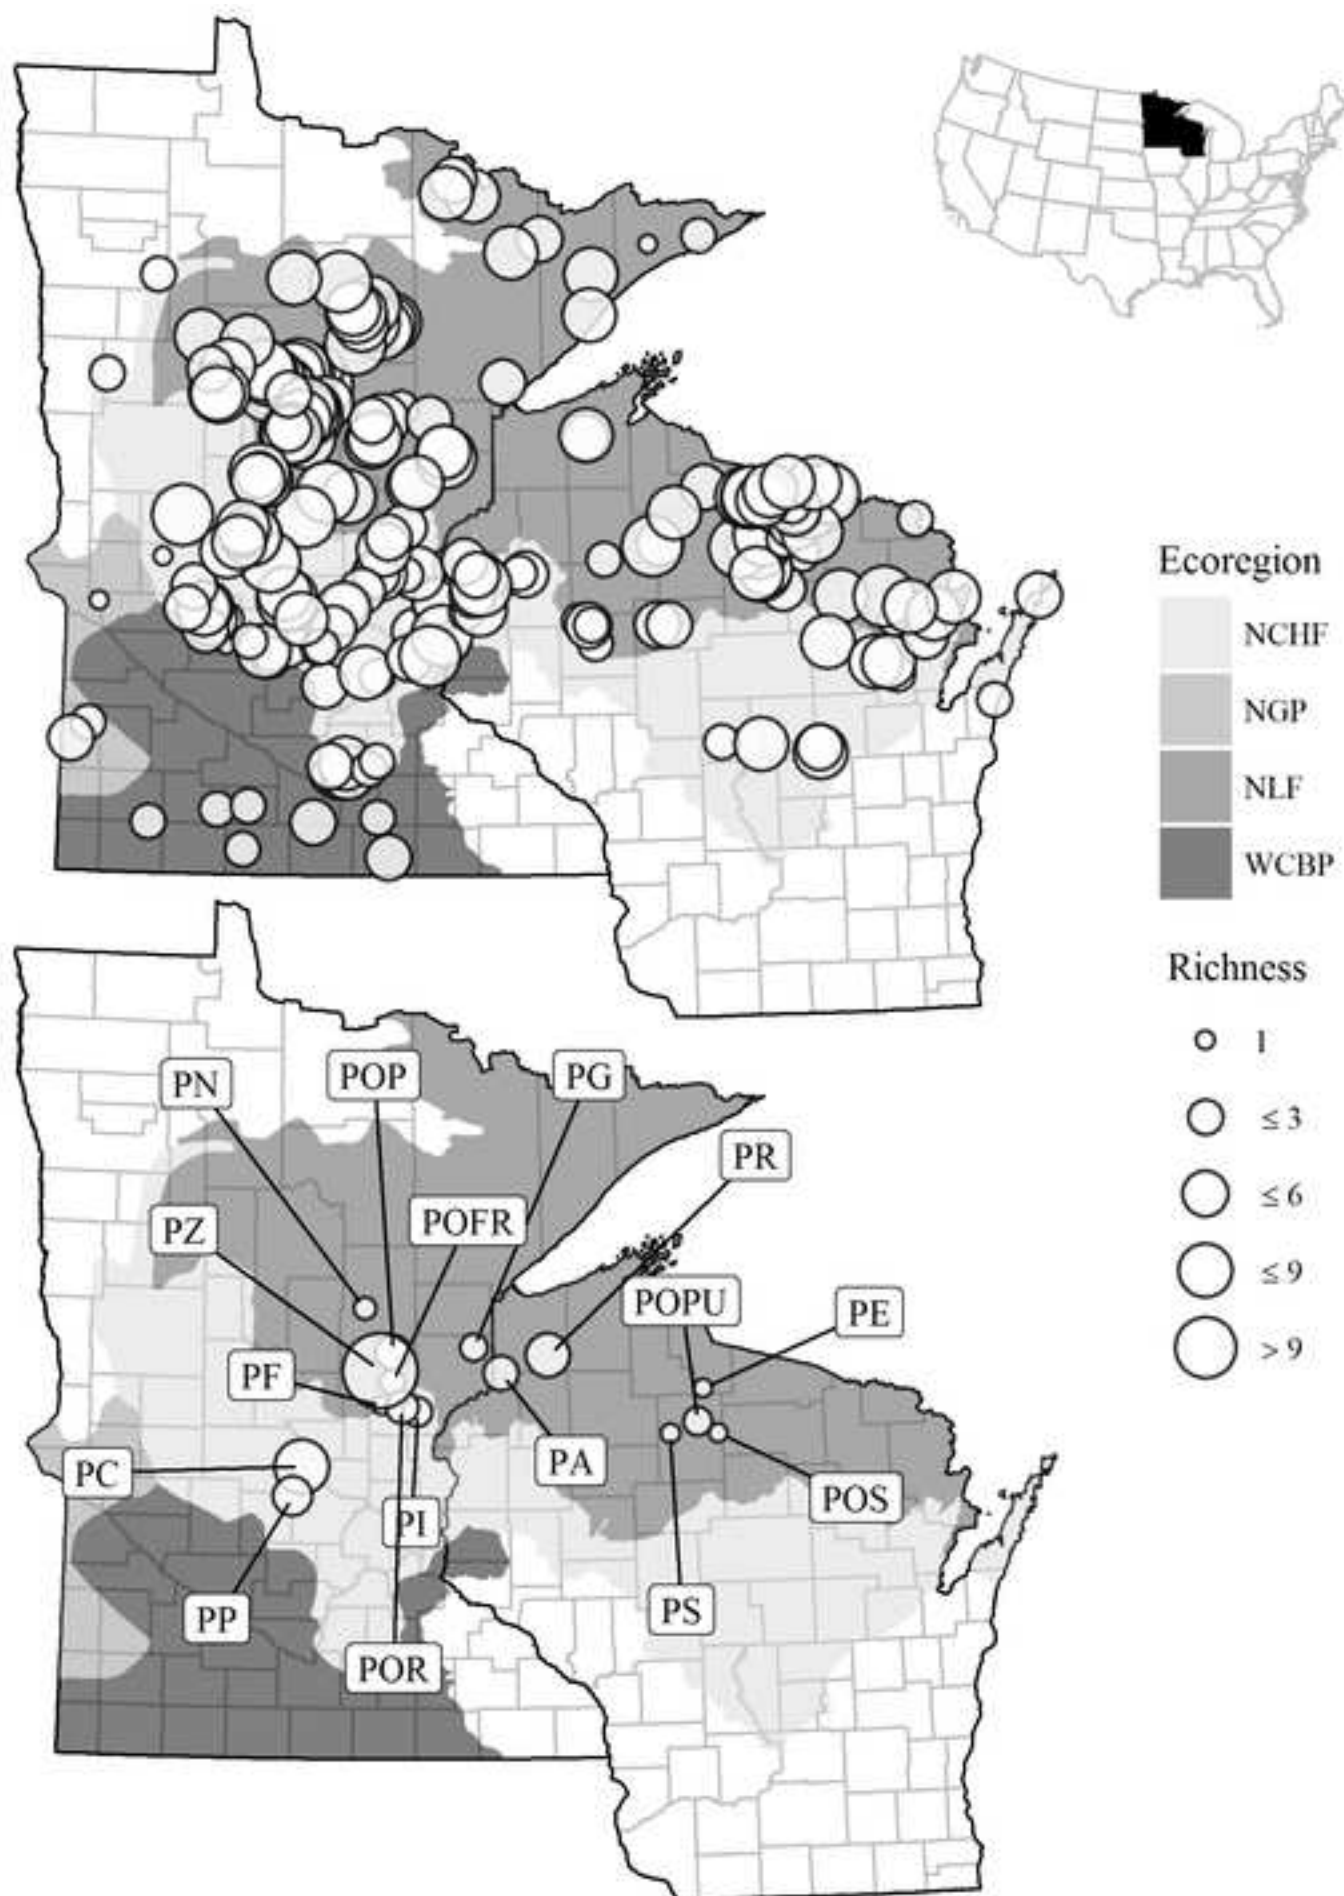 Ecoregion
NCHF
NGP
NLF
WCBP
Richness
1
≤ 3
≤ 6
≤ 9
> 9
PN
POP
PG
PR
PZ
POFR
POPU
PE
PF
PC
PA
POS
PI
PP
PS
POR